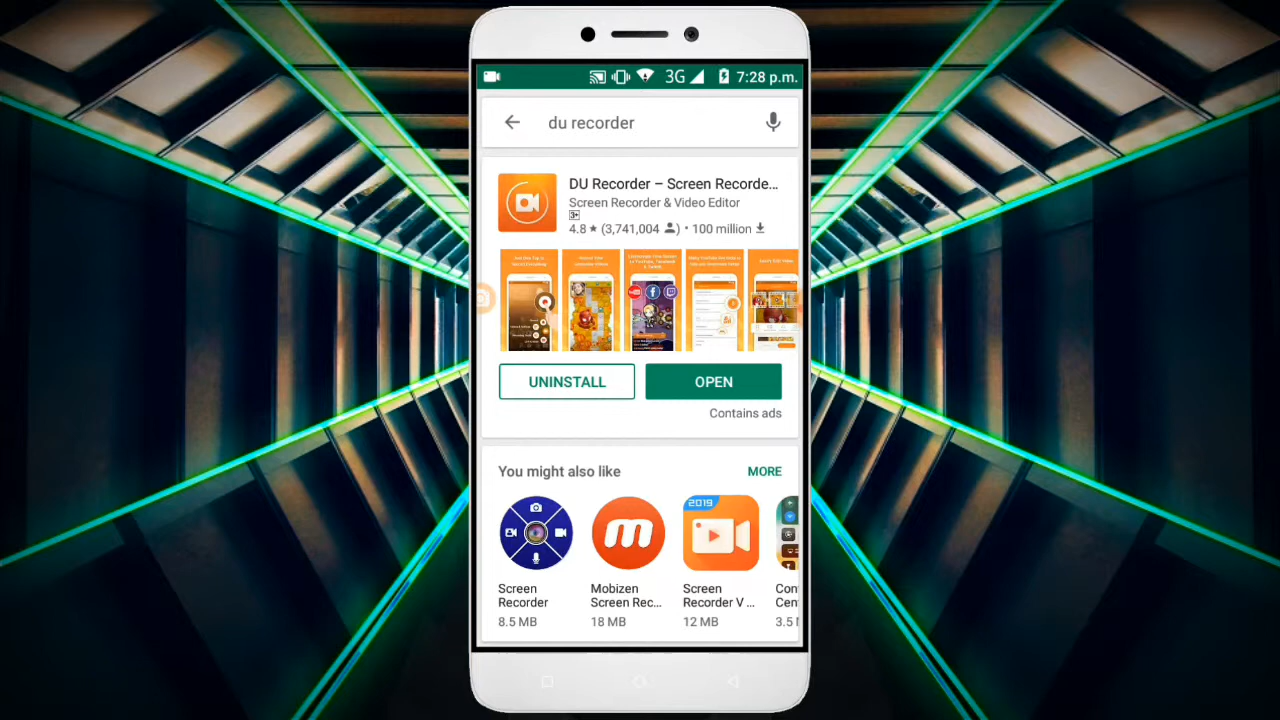 3G 7:28 p.m.
du recorder
DU Recorder – Screen Recorde...
Screen Recorder & Video Editor
3+
4.8 ★ (3,741,004 ) • 100 million
UNINSTALL
OPEN
Contains ads
You might also like
MORE
2019
Screen
Recorder
8.5 MB
Mobizen
Screen Rec...
18 MB
Screen
Recorder V ...
12 MB
Con
Cen
3.5